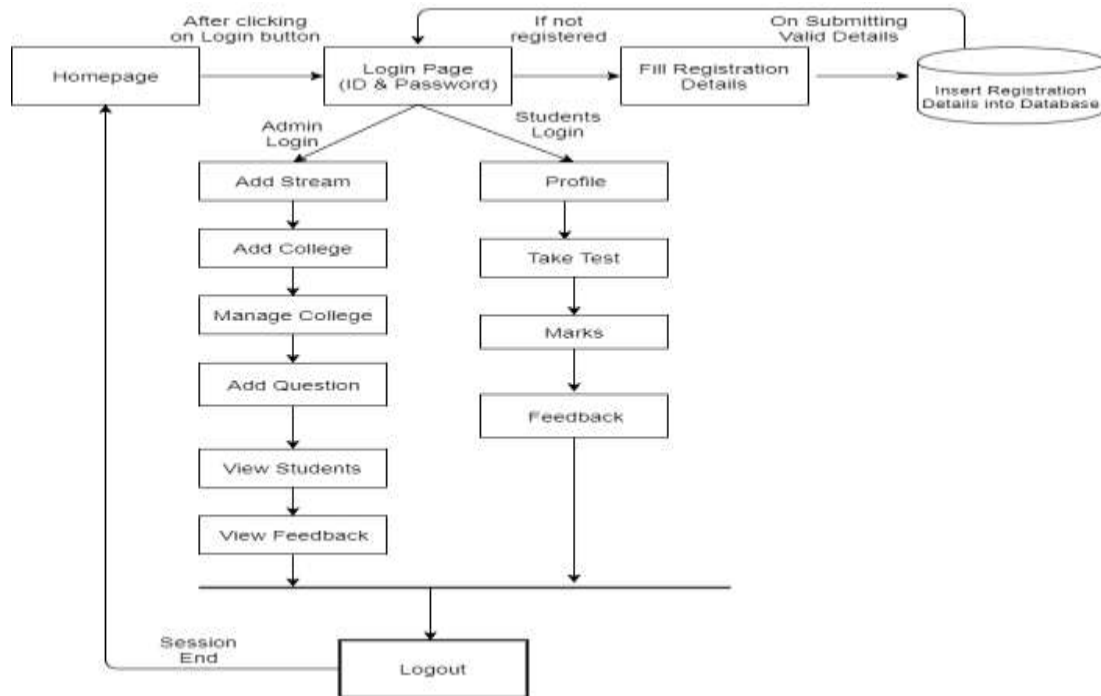 After clicking
on Login button
If not
registered
On Submitting
Valid Details
Homepage
Login Page
(ID & Password)
Fill Registration
Details
Insert Registration
Details into Database
Admin
Login
Students
Login
Add Stream
Profile
Add College
Take Test
Manage College
Marks
Add Question
Feedback
View Students
View Feedback
Session
End
Logout